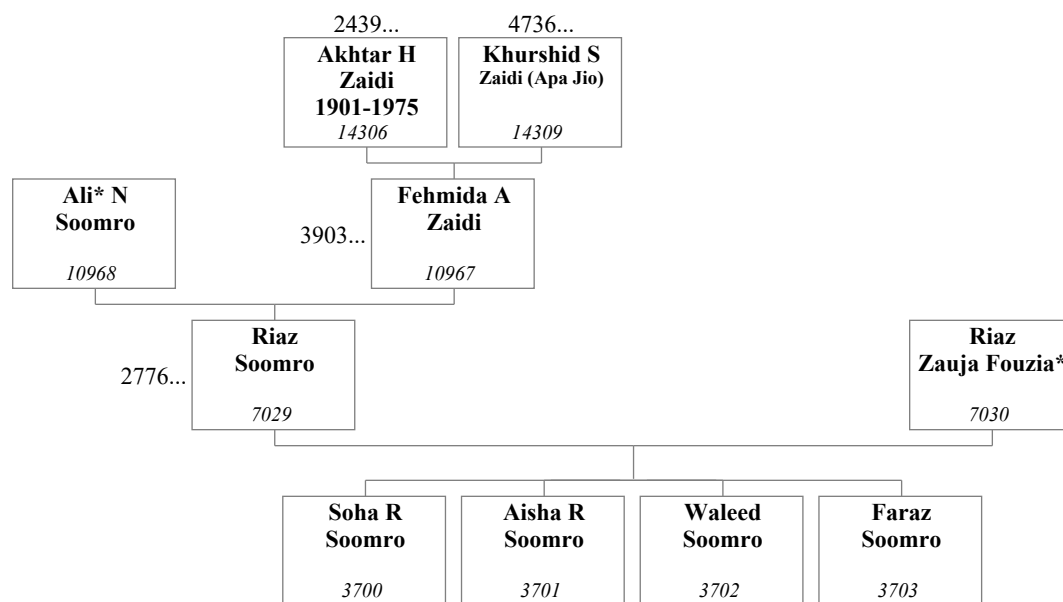 2439...
4736...
Akhtar H
Zaidi
1901-1975
14306
Khurshid S
Zaidi (Apa Jio)
14309
Ali* N
Soomro
10968
3903...
Fehmida A
Zaidi
10967
2776...
Riaz
Soomro
7029
Riaz
Zauja Fouzia*
7030
Soha R
Soomro
3700
Aisha R
Soomro
3701
Waleed
Soomro
3702
Faraz
Soomro
3703